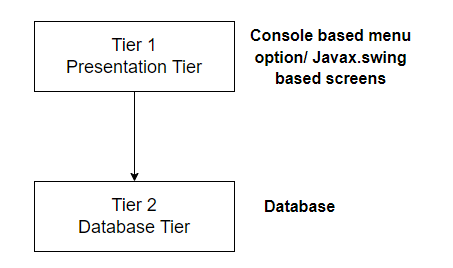 Tier 1
Presentation Tier
Console based menu
option/ Javax.swing
based screens
Tier 2
Database Tier
Database